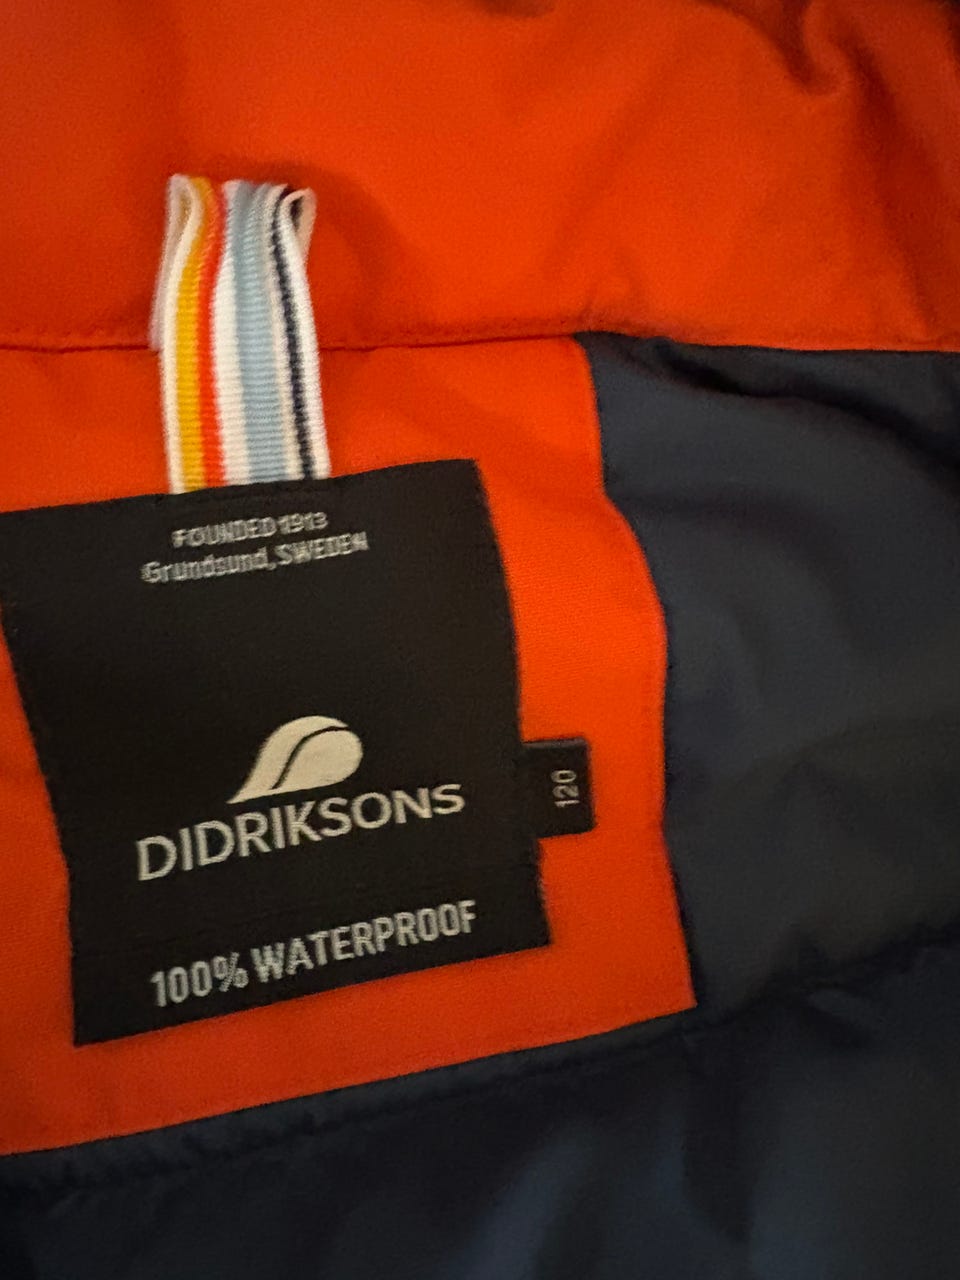 FOUNDED 1913
Grundsund, SWEDEN
DIDRIKSONS
120
100% WATERPROOF